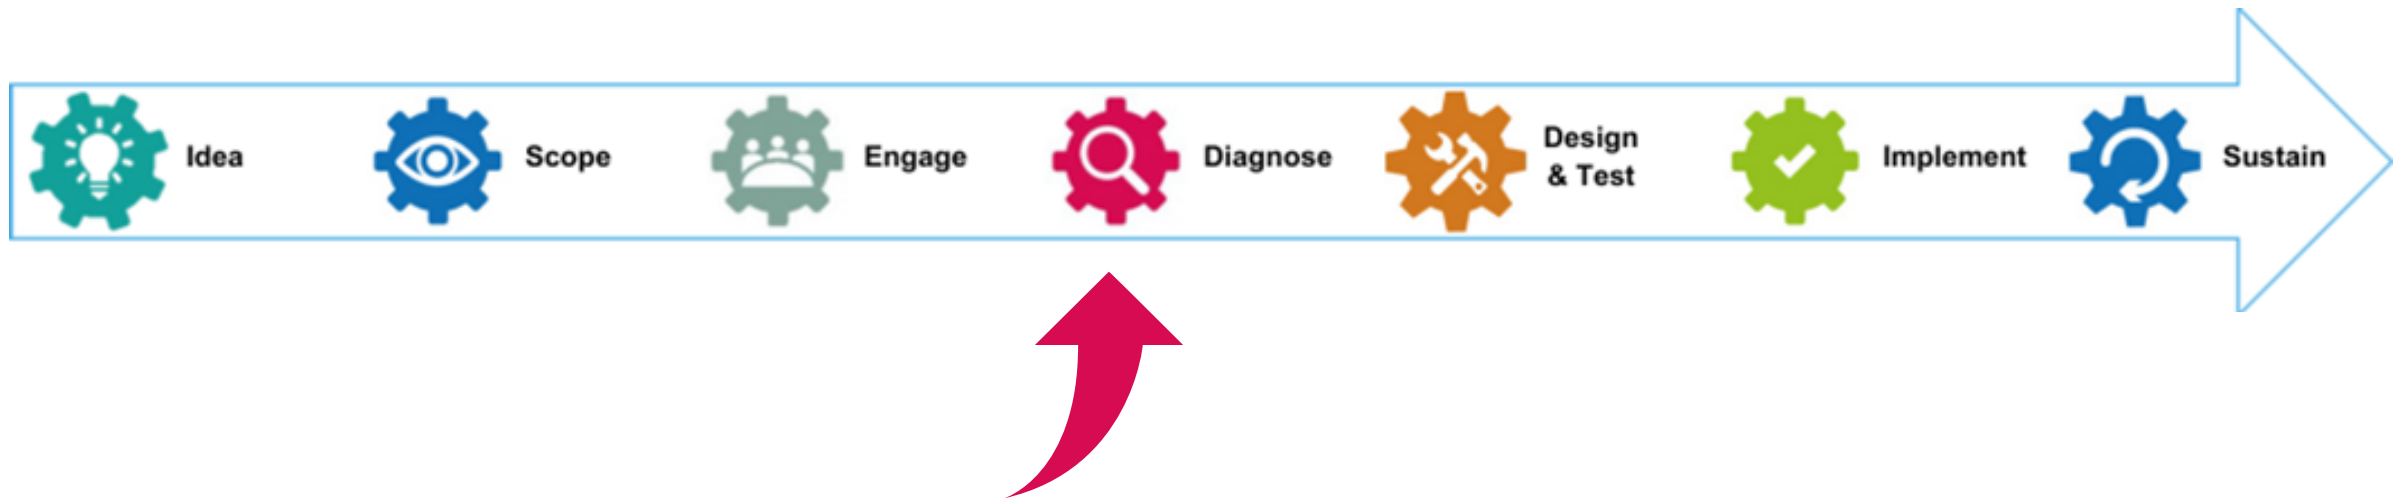 Idea
Scope
Engage
Diagnose
Design
& Test
Implement
Sustain